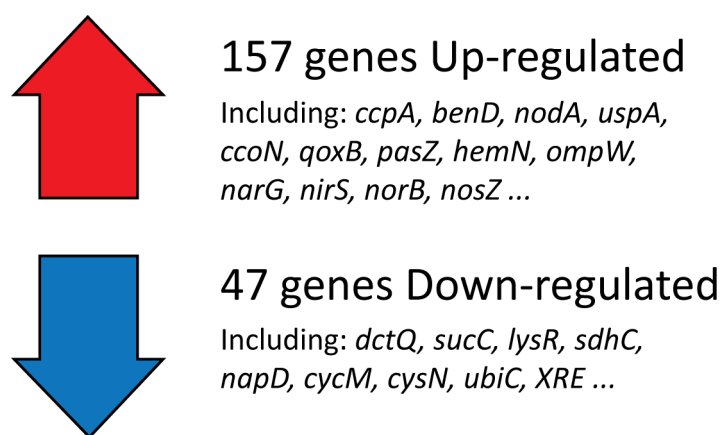 157 genes Up-regulated
Including: ccpA, benD, nodA, uspA,
ccoN, qoxB, pasZ, hemN, ompW,
narG, nirS, norB, nosZ ...
47 genes Down-regulated
Including: dctQ, sucC, lysR, sdhC,
napD, cycM, cysN, ubiC, XRE ...